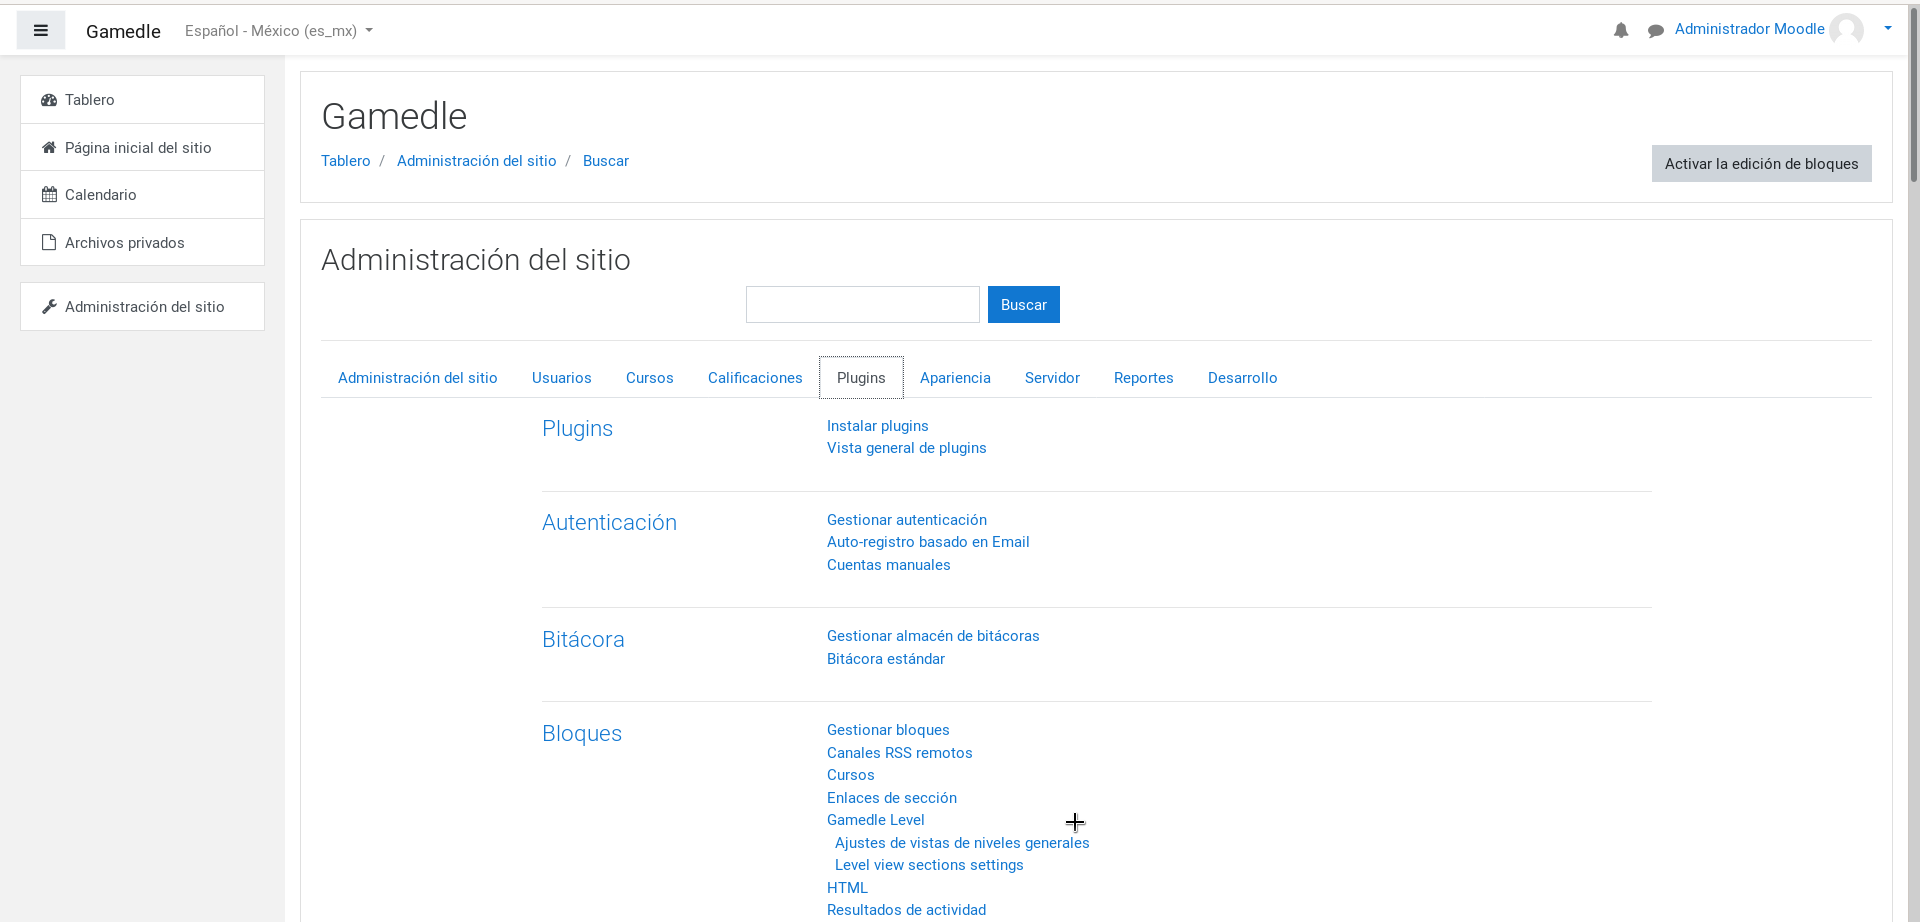 Gamedle
Español - México (es_mx)
Administrador Moodle
Tablero
Página inicial del sitio
Calendario
Archivos privados
Administración del sitio
Gamedle
Tablero / Administración del sitio / Buscar
Activar la edición de bloques
Administración del sitio
Buscar
Administración del sitio Usuarios Cursos Calificaciones Plugins Apariencia Servidor Reportes Desarrollo
Plugins
Instalar plugins
Vista general de plugins
Autenticación
Gestionar autenticación
Auto-registro basado en Email
Cuentas manuales
Bitácora
Gestionar almacén de bitácoras
Bitácora estándar
Bloques
Gestionar bloques
Canales RSS remotos
Cursos
Enlaces de sección
Gamedle Level
Ajustes de vistas de niveles generales
Level view sections settings
HTML
Resultados de actividad